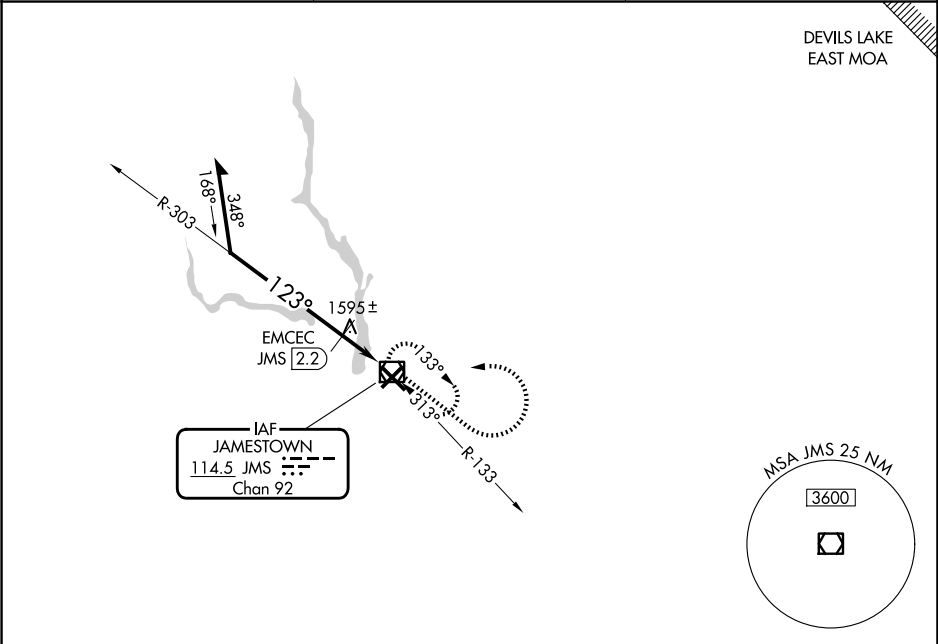 DEVILS LAKE
EAST MOA
168°
348°
R-303
123°
1595±
EMCEC
JMS 2.2
133°
313°
IAF
JAMESTOWN
114.5 JMS
Chan 92
R-133
MSA JMS 25 NM
3600